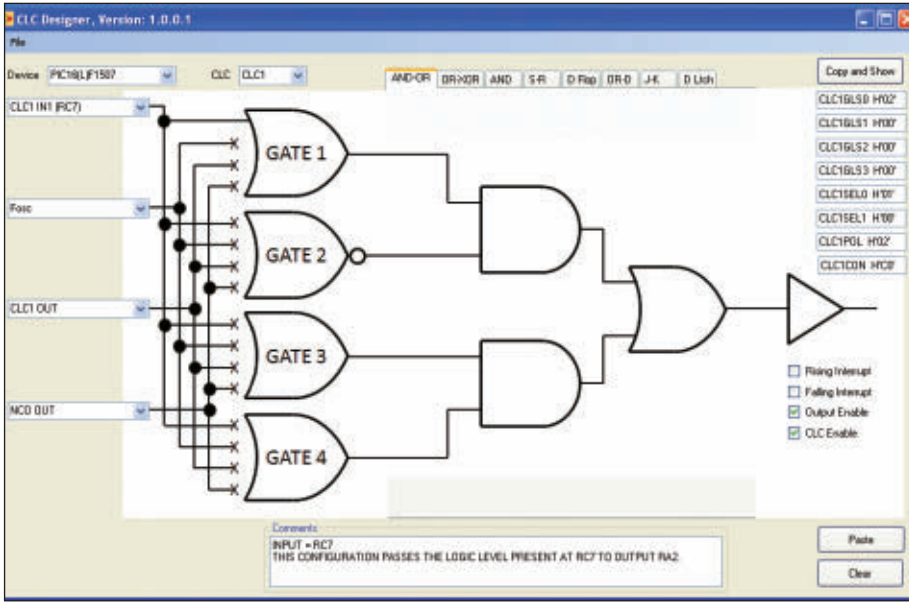 CLC Designer, Version: 1.0.0.1
File
Device PIC16(L)F1507 CLC CLC1
AND-OR OR-XOR AND S-R D Flop OR-D J-K D Ltch
Copy and Show
CLC1 IN1 (RC7)
Fosc
CLC1 OUT
NCO OUT
GATE 1
GATE 2
GATE 3
GATE 4
CLC1GLS0 H'02'
CLC1GLS1 H'00'
CLC1GLS2 H'00'
CLC1GLS3 H'00'
CLC1SEL0
CLC1SEL1 H'00'
CLC1POL H'02'
CLC1CON H'C0'
Rising Interrupt
Falling Interrupt
Output Enable
CLC Enable
Comments
INPUT = RC7
THIS CONFIGURATION PASSES THE LOGIC LEVEL PRESENT AT RC7 TO OUTPUT RA2.
Paste
Clear